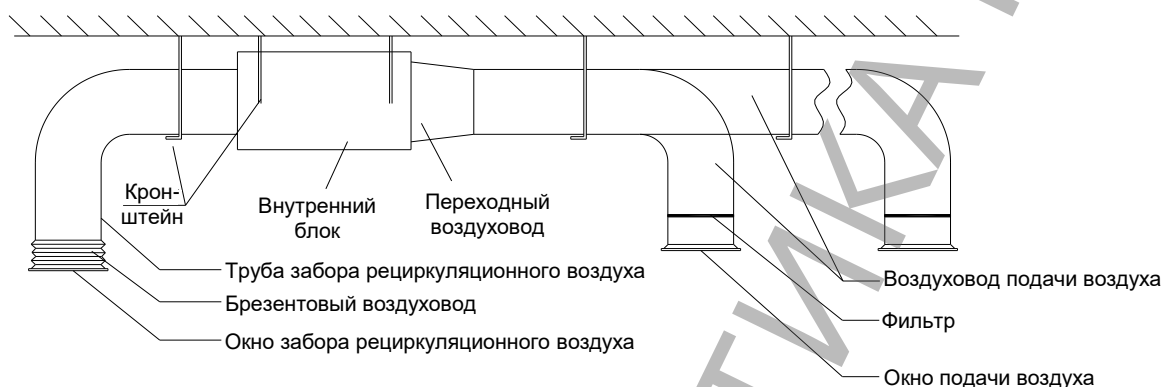 Крон-
штейн
Внутренний
блок
Переходный
воздуховод
Труба забора рециркуляционного воздуха
Брезентовый воздуховод
Окно забора рециркуляционного воздуха
Воздуховод подачи воздуха
Фильтр
Окно подачи воздуха
ТИКА